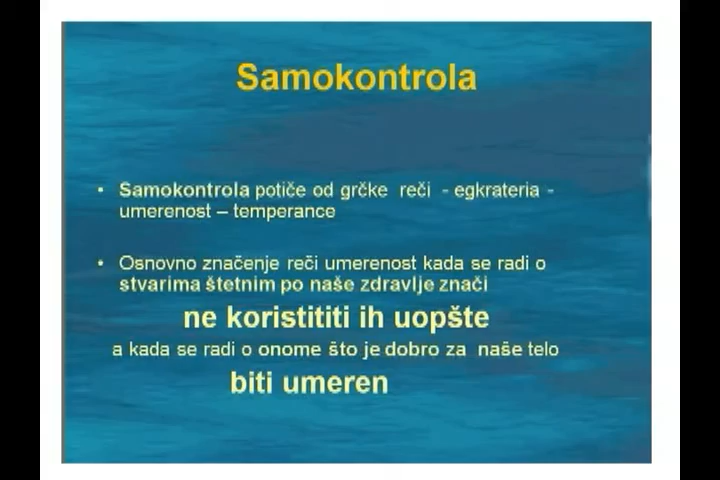 Samokontrola
• Samokontrola potiče od grčke reči - egkrateria -
umerenost – temperance
• Osnovno značenje reči umerenost kada se radi o
stvarima štetnim po naše zdravlje znači
ne koristititi ih uopšte
a kada se radi o onome što je dobro za naše telo
biti umeren